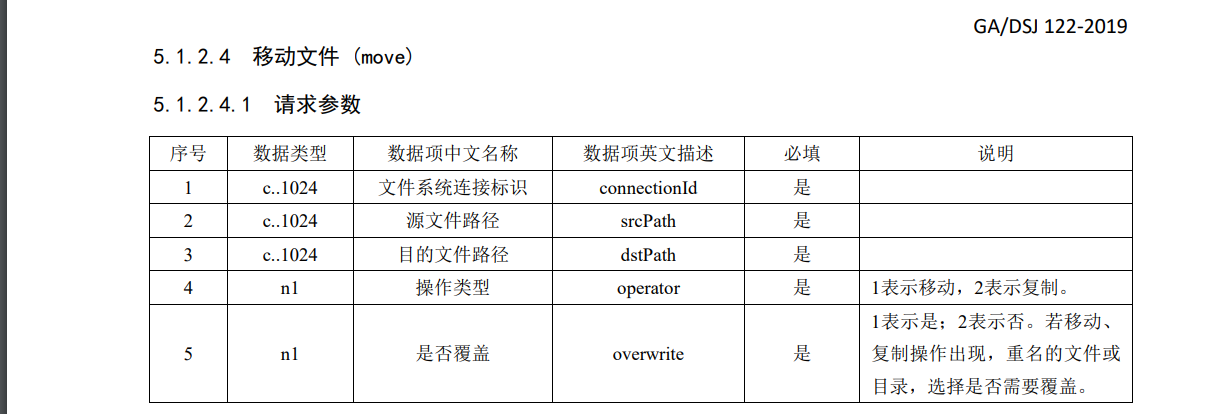 GA/DSJ 122-2019
5.1.2.4 移动文件 (move)
5.1.2.4.1 请求参数
序号 数据类型 数据项中文名称 数据项英文描述 必填 说明
1 c..1024 文件系统连接标识 connectionId 是
2 c..1024 源文件路径 srcPath 是
3 c..1024 目的文件路径 dstPath 是
4 n1 操作类型 operator 是 1表示移动，2表示复制。
5 n1 是否覆盖 overwrite 是 1表示是；2表示否。若移动、
复制操作出现，重名的文件或
目录，选择是否需要覆盖。